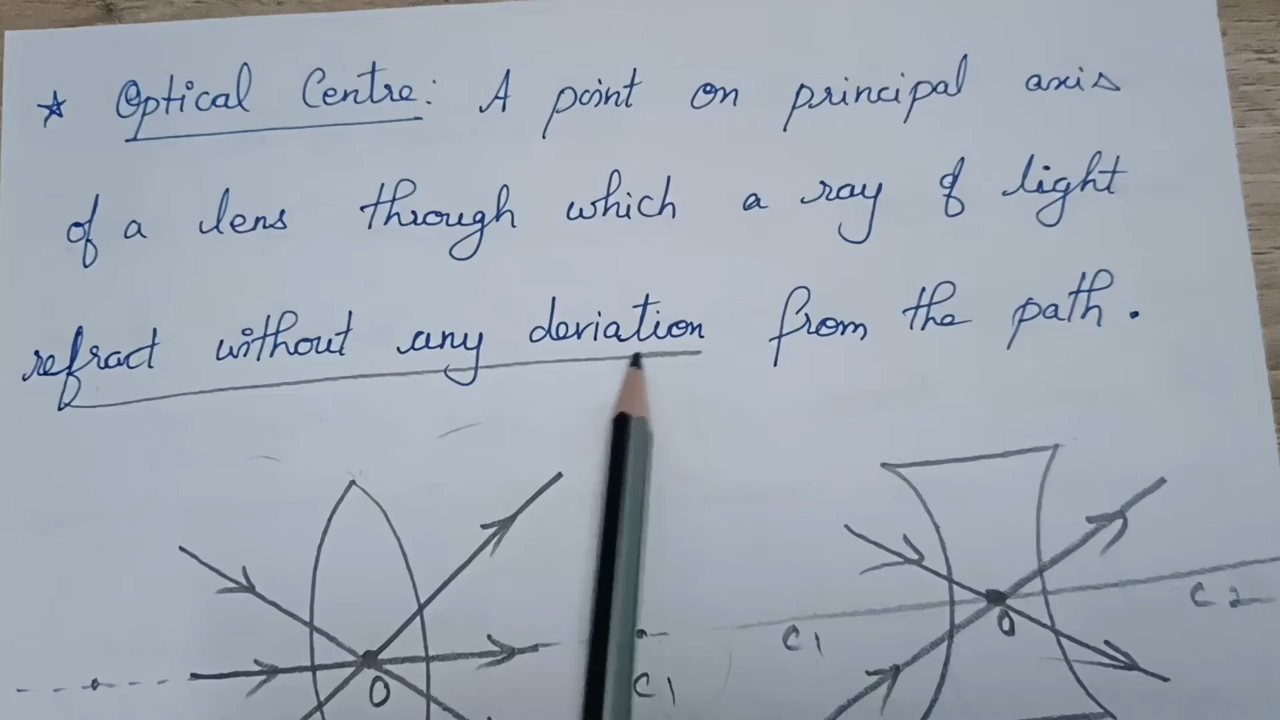 ☆ Optical Centre: A point on principal axis
of a lens through which a ray of light
refract without any deviation from the path.
O
C1
C1
O
C2